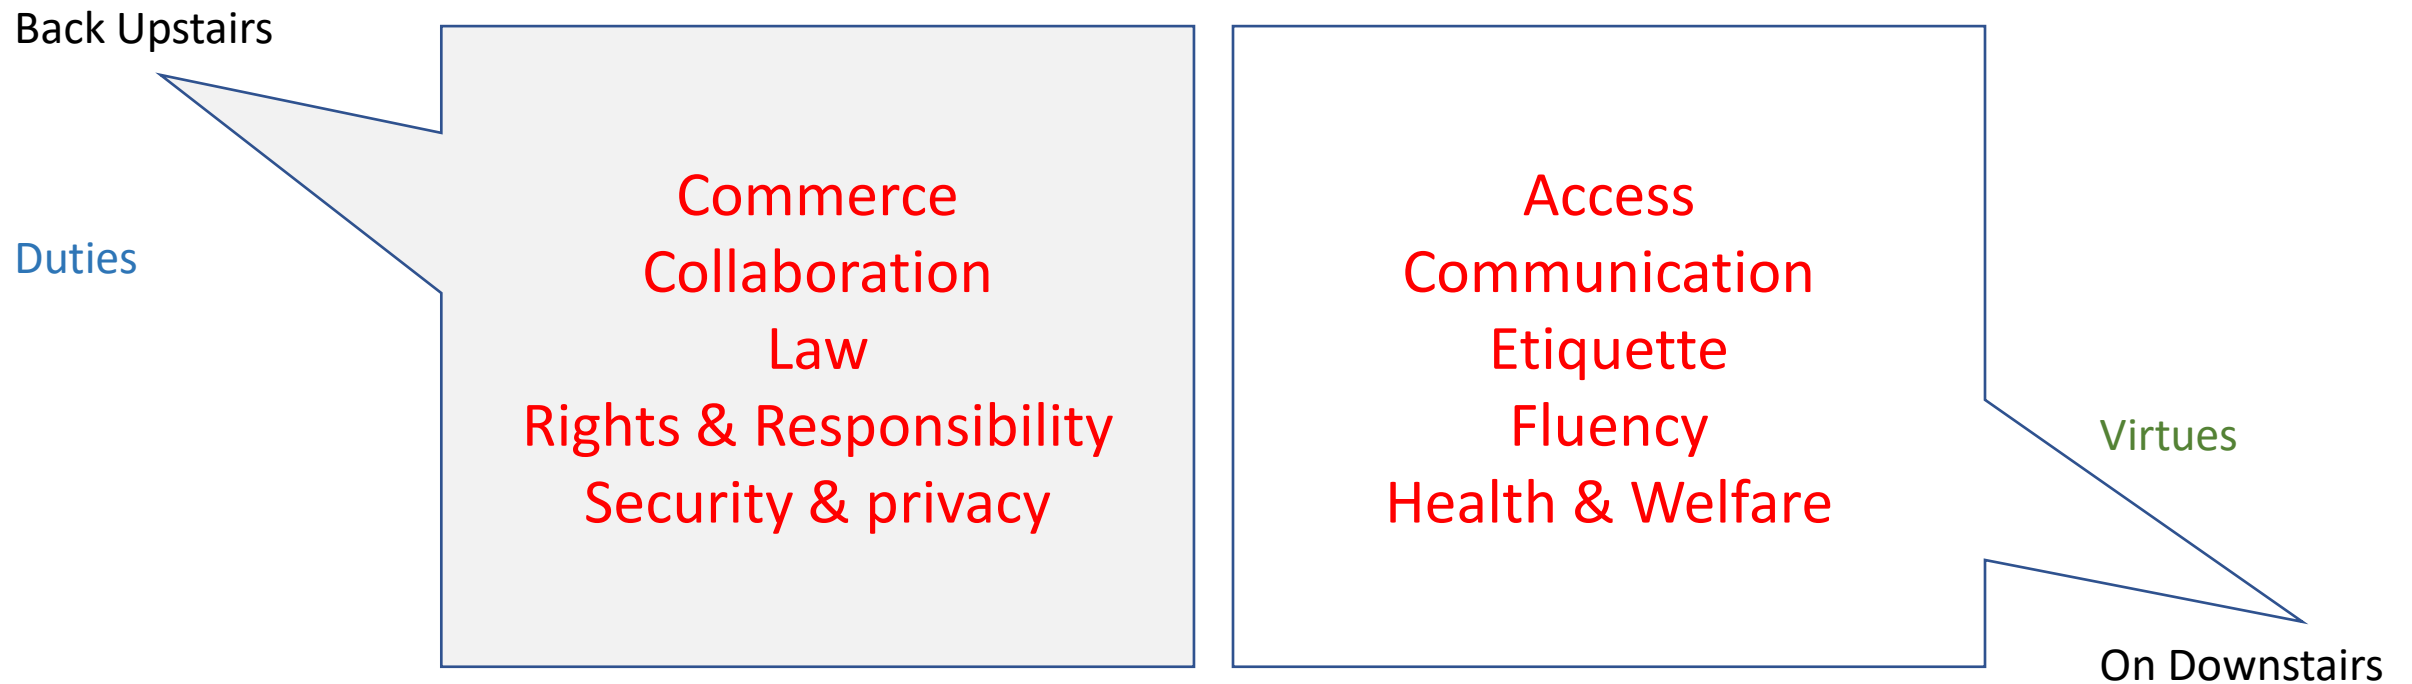 Back Upstairs
Duties
Commerce
Collaboration
Law
Rights & Responsibility
Security & privacy
Access
Communication
Etiquette
Fluency
Health & Welfare
Virtues
On Downstairs